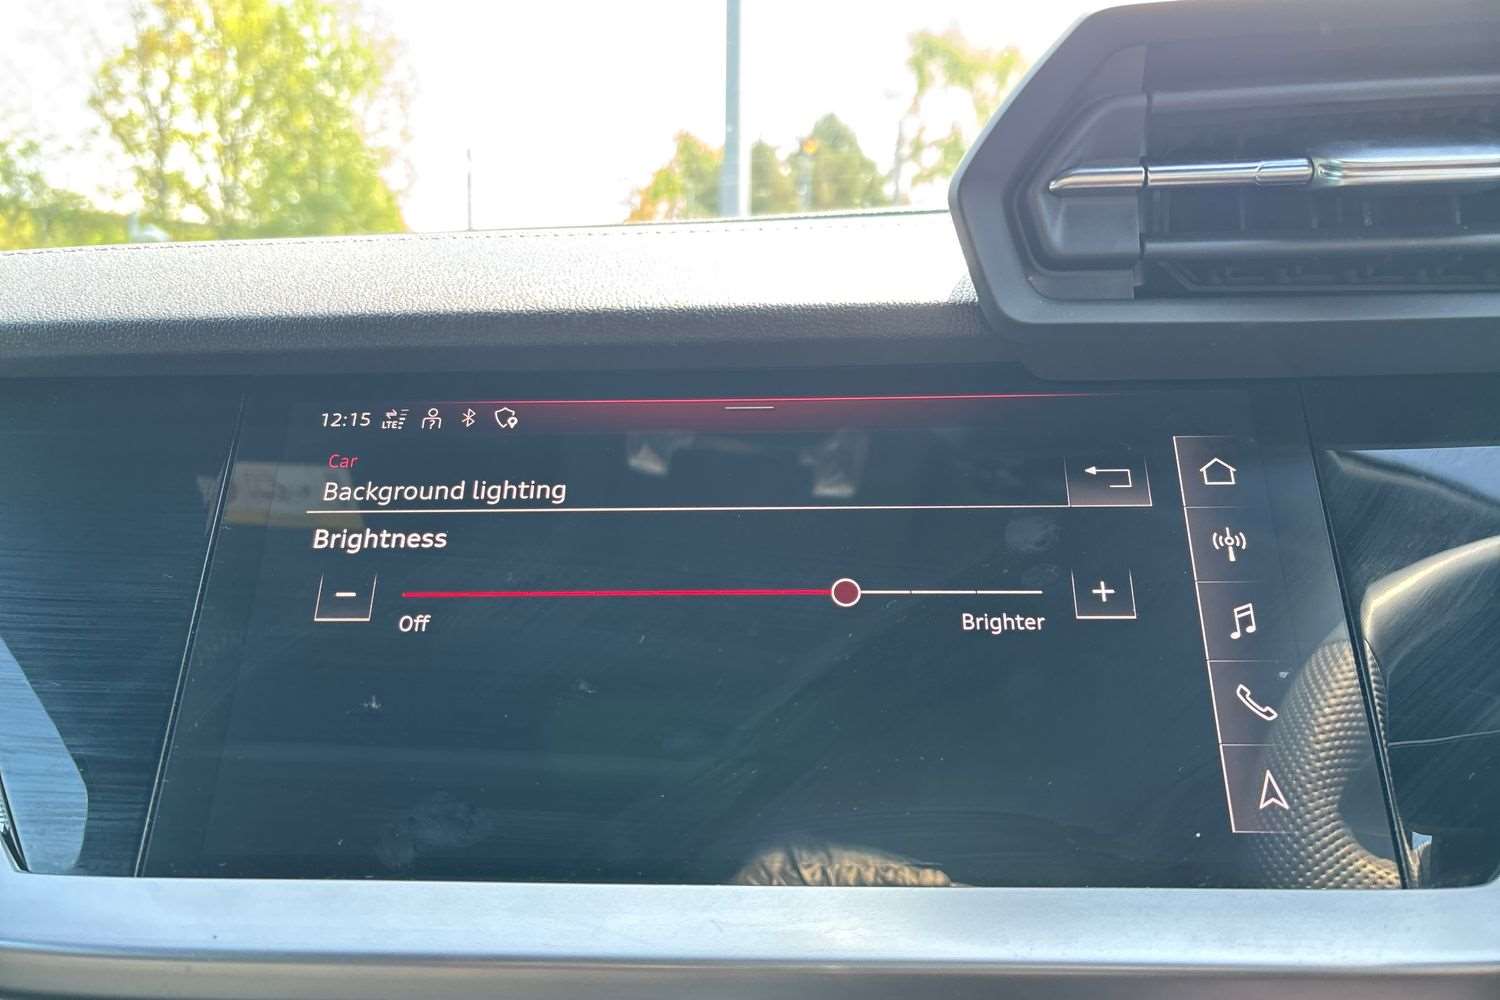 12:15 LTE
Car
Background lighting
Brightness
Off
Brighter